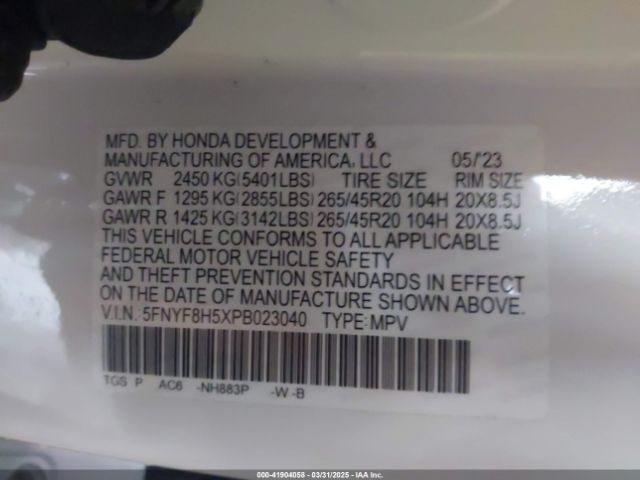 MFD. BY HONDA DEVELOPMENT &
MANUFACTURING OF AMERICA, LLC 05/'23
GVWR 2450 KG(5401LBS) TIRE SIZE RIM SIZE
GAWR F 1295 KG(2855LBS) 265/45R20 104H 20X8.5J
GAWR R 1425 KG(3142LBS) 265/45R20 104H 20X8.5J
THIS VEHICLE CONFORMS TO ALL APPLICABLE
FEDERAL MOTOR VEHICLE SAFETY
AND THEFT PREVENTION STANDARDS IN EFFECT
ON THE DATE OF MANUFACTURE SHOWN ABOVE.
V.I.N.:5FNYF8H5XPB023040 TYPE:MPV
TGS P AC6 -NH883P -W -B
000-41904058 - 03/31/2025 - IAA Inc.